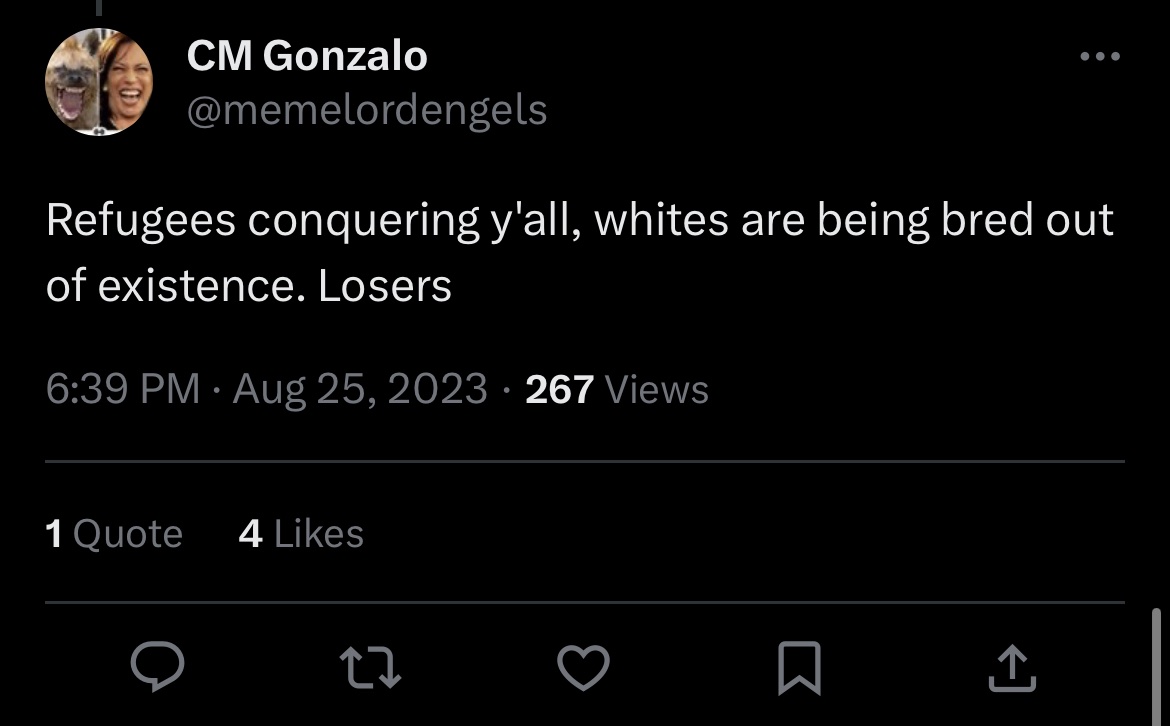 CM Gonzalo
@memelordengels
Refugees conquering y'all, whites are being bred out
of existence. Losers
6:39 PM · Aug 25, 2023 · 267 Views
1 Quote 4 Likes